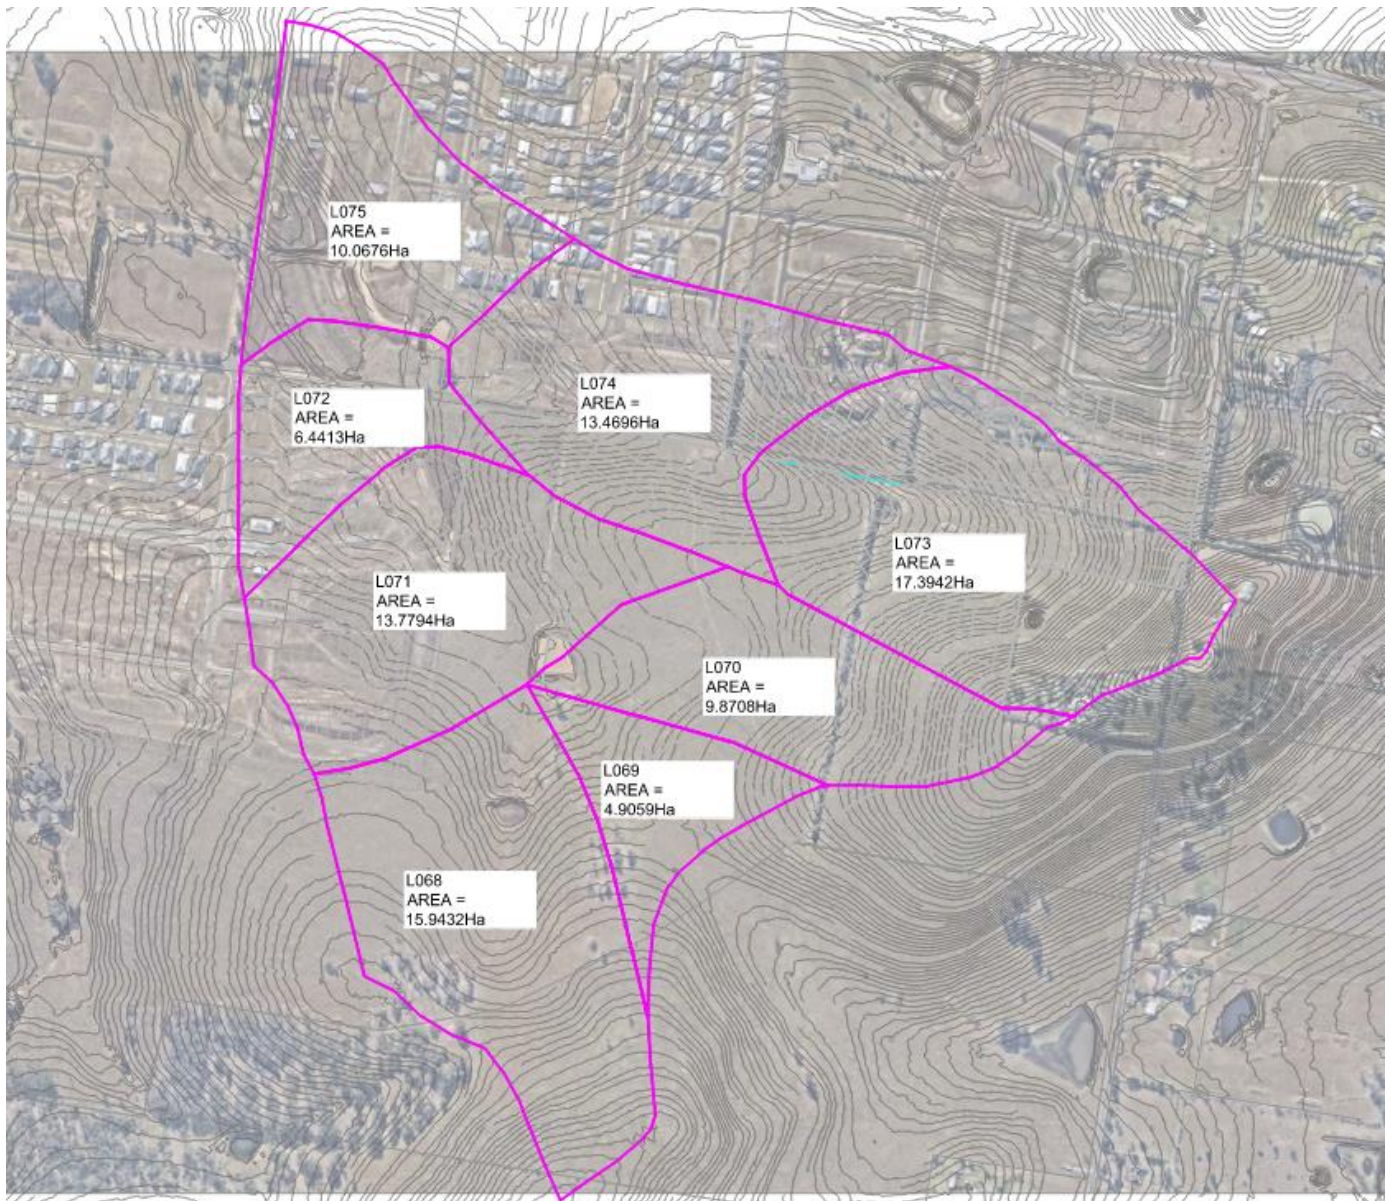 L075
AREA =
10.0676Ha
L072
AREA =
6.4413Ha
L074
AREA =
13.4696Ha
L073
AREA =
17.3942Ha
L071
AREA =
13.7794Ha
L070
AREA =
9.8708Ha
L069
AREA =
4.9059Ha
L068
AREA =
15.9432Ha